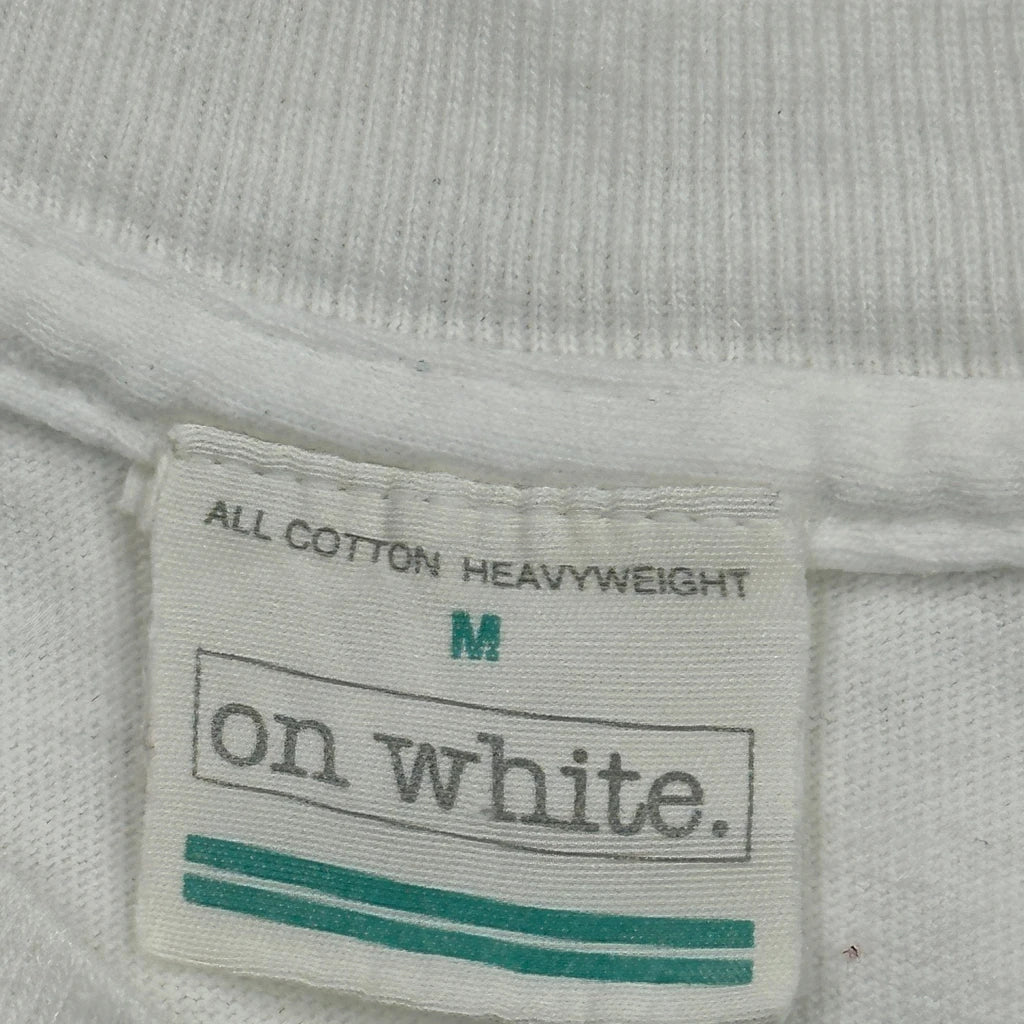 ALL COTTON HEAVYWEIGHT
M
on white.